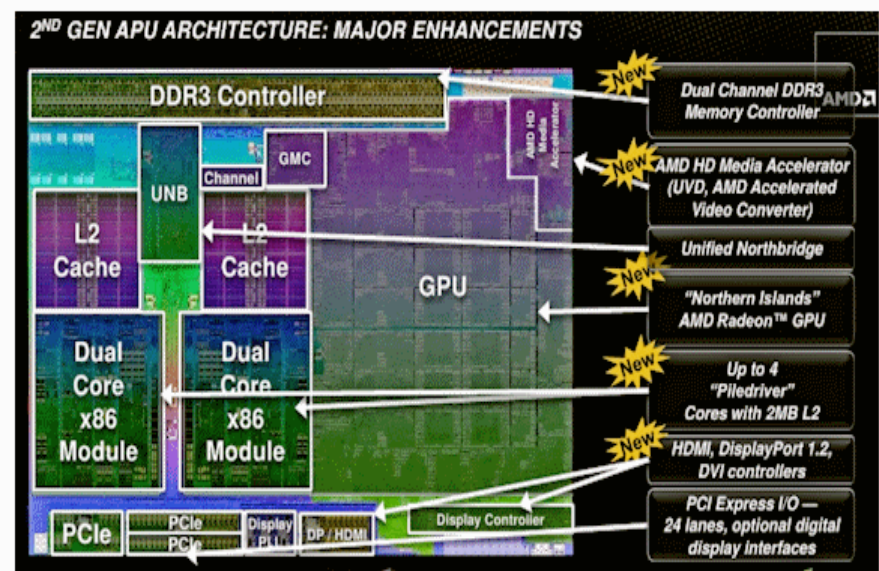 2ND GEN APU ARCHITECTURE: MAJOR ENHANCEMENTS
DDR3 Controller
UNB
Channel
GMC
AMD HD
Media
Accelerator
L2
Cache
L2
Cache
GPU
Dual
Core
x86
Module
Dual
Core
x86
Module
PCIe
PCIe
PCIe
Display
PLL
DP / HDMI
Display Controller
New
Dual Channel DDR3
Memory Controller
AMD
New
AMD HD Media Accelerator
(UVD, AMD Accelerated
Video Converter)
Unified Northbridge
New
“Northern Islands”
AMD Radeon™ GPU
New
Up to 4
“Piledriver”
Cores with 2MB L2
New
HDMI, DisplayPort 1.2,
DVI controllers
PCI Express I/O —
24 lanes, optional digital
display interfaces